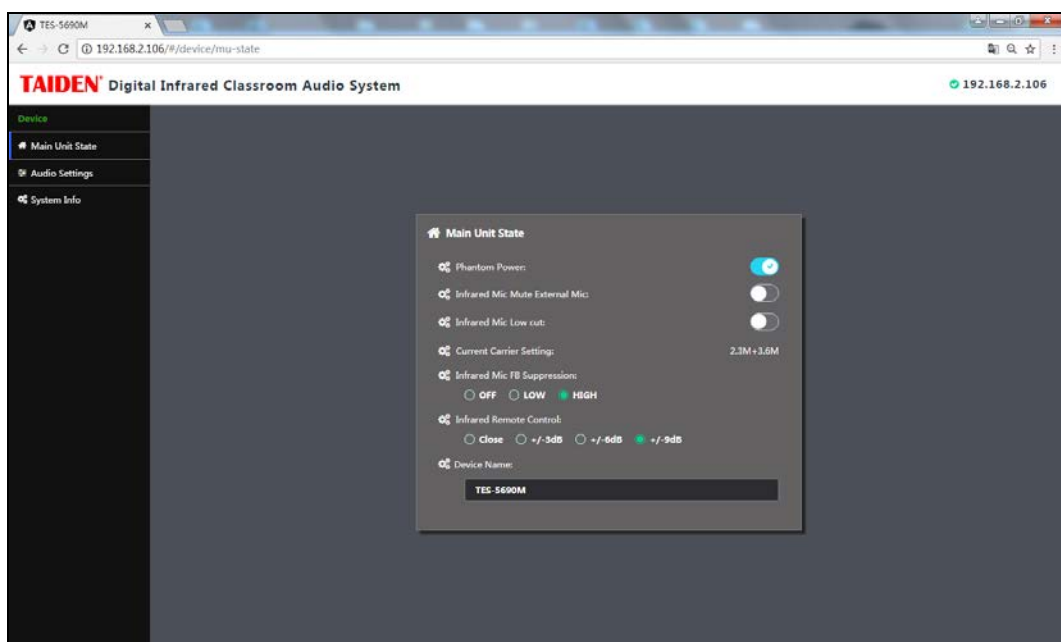 TES-5690M
192.168.2.106/#/device/mu-state
TAIDEN® Digital Infrared Classroom Audio System
192.168.2.106
Device
Main Unit State
Audio Settings
System Info
Main Unit State
Phantom Power:
Infrared Mic Mute External Mic:
Infrared Mic Low cut:
Current Carrier Setting: 2.3M+3.6M
Infrared Mic FB Suppression:
OFF LOW HIGH
Infrared Remote Control:
Close +/-3dB +/-6dB +/-9dB
Device Name:
TES-5690M